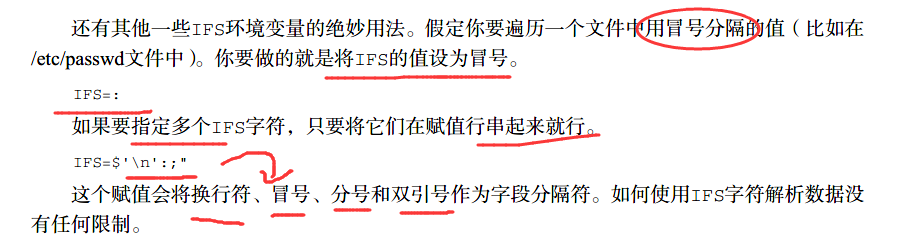 还有其他一些IFS环境变量的绝妙用法。假定你要遍历一个文件中用冒号分隔的值（比如在
/etc/passwd文件中）。你要做的就是将IFS的值设为冒号。
IFS=:
如果要指定多个IFS字符，只要将它们在赋值行串起来就行。
IFS=$'\n':;"
这个赋值会将换行符、冒号、分号和双引号作为字段分隔符。如何使用IFS字符解析数据没
有任何限制。